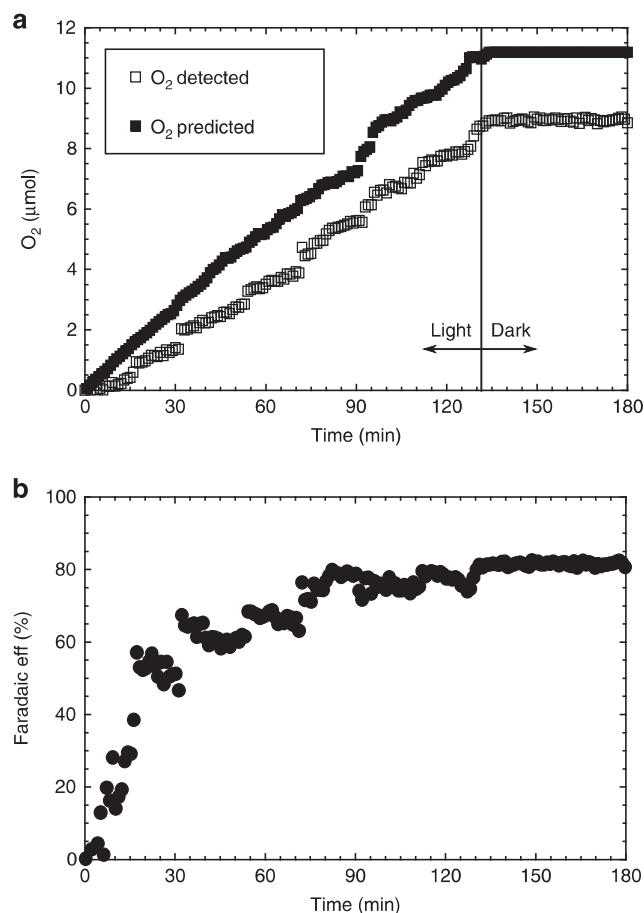 a
12
10
8
6
4
2
0
O₂ (μmol)
O₂ detected
O₂ predicted
Light
Dark
0 30 60 90 120 150 180
Time (min)
b
100
80
60
40
20
0
Faradaic eff (%)
0 30 60 90 120 150 180
Time (min)